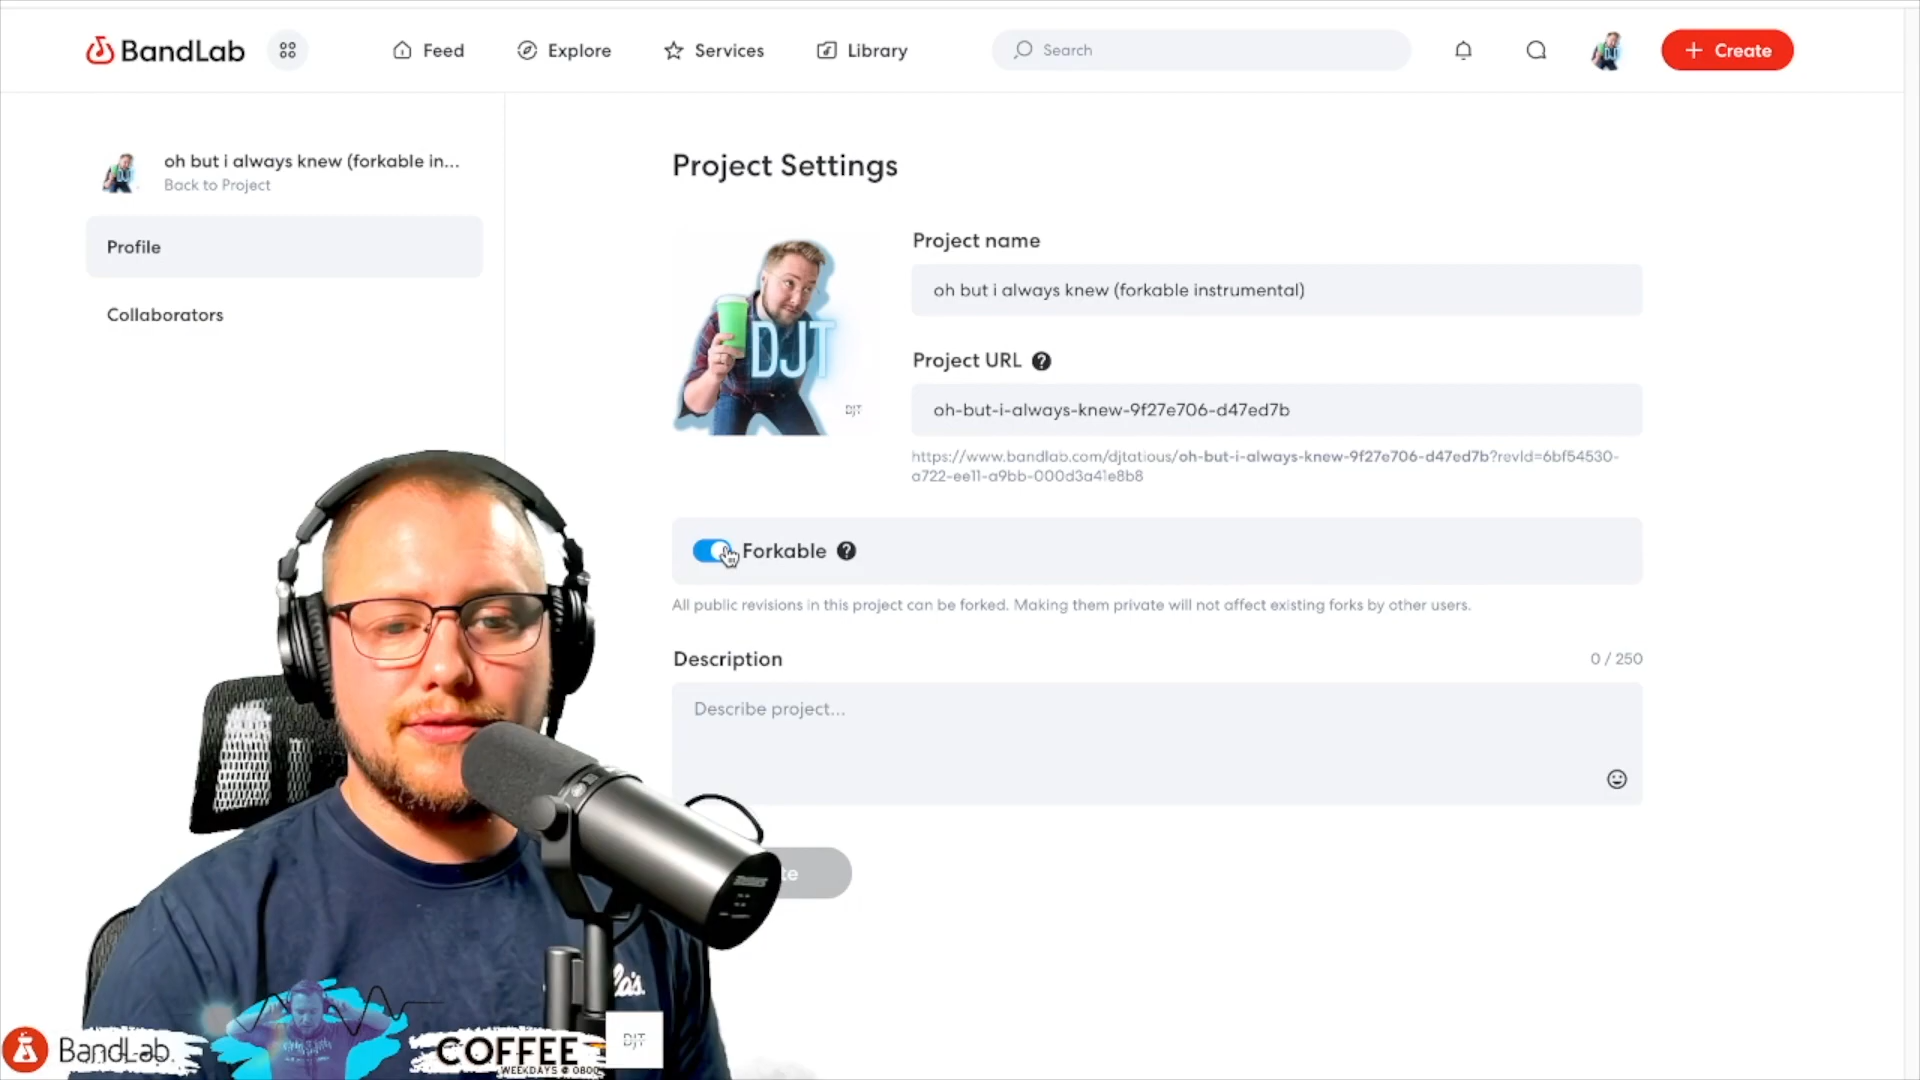 BandLab
Feed
Explore
Services
Library
Search
Create
oh but i always knew (forkable in...
Back to Project
Profile
Collaborators
Project Settings
DJT
DJT
Project name
oh but i always knew (forkable instrumental)
Project URL
oh-but-i-always-knew-9f27e706-d47ed7b
https://www.bandlab.com/djtatious/oh-but-i-always-knew-9f27e706-d47ed7b?revId=6bf54530-
a722-ee11-a9bb-000d3a41e8b8
Forkable
All public revisions in this project can be forked. Making them private will not affect existing forks by other users.
Description
0 / 250
Describe project...
te
BandLab
COFFEE
WEEKDAYS @ 0800
DJT